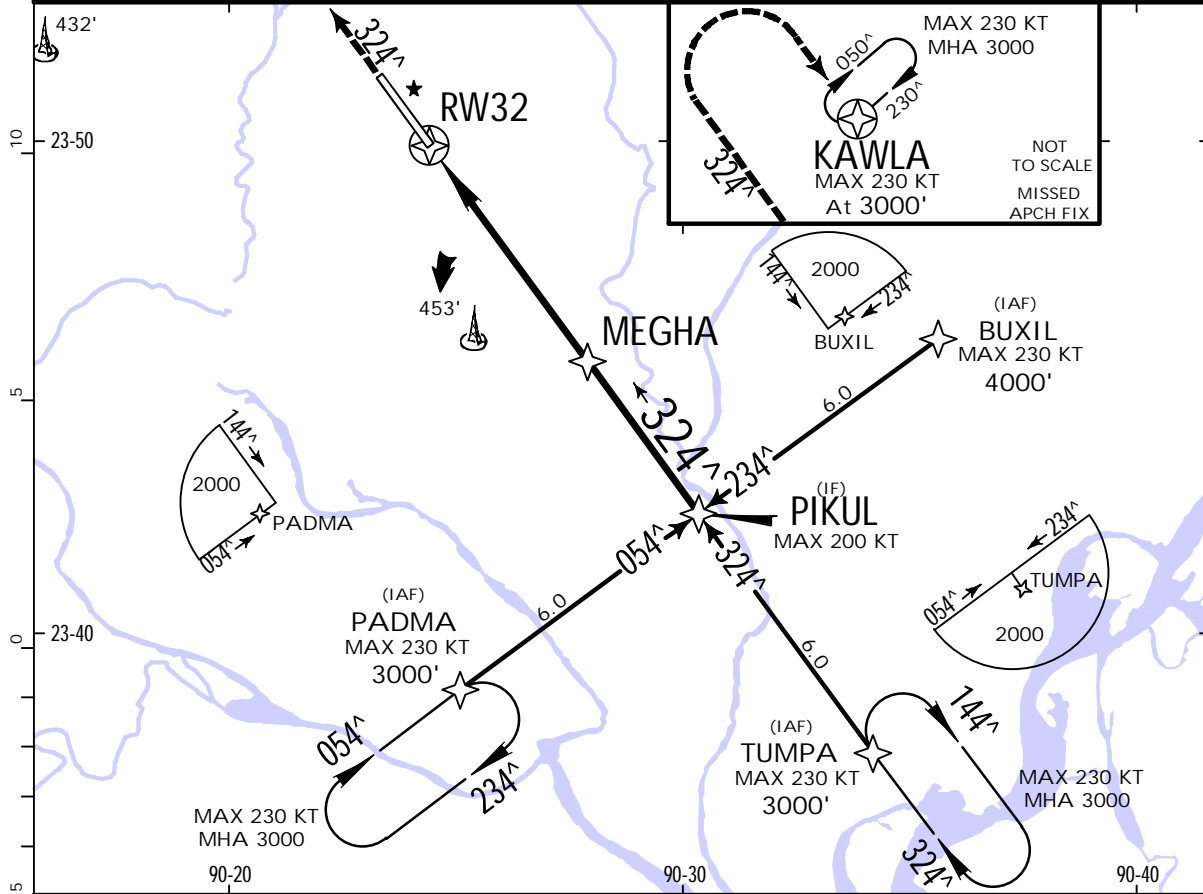 432'
324^
RW32
10
23-50
MAX 230 KT
MHA 3000
050^
230^
324^
KAWLA
MAX 230 KT
At 3000'
NOT
TO SCALE
MISSED
APCH FIX
2000
144^
234^
BUXIL
(IAF)
BUXIL
MAX 230 KT
4000'
453'
MEGHA
5
6.0
324^
234^
144^
2000
PADMA
054^
(IF)
PIKUL
MAX 200 KT
054^
324^
234^
TUMPA
054^
2000
(IAF)
PADMA
MAX 230 KT
3000'
6.0
6.0
0
23-40
054^
234^
MAX 230 KT
MHA 3000
(IAF)
TUMPA
MAX 230 KT
3000'
144^
MAX 230 KT
MHA 3000
324^
5
90-20
90-30
90-40